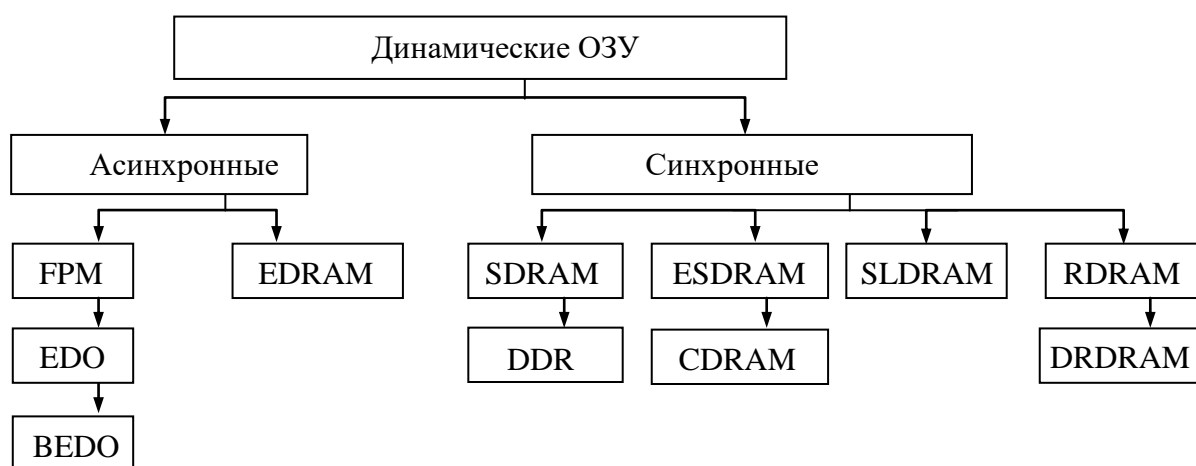 Динамические ОЗУ
Асинхронные
Синхронные
FPM
EDRAM
SDRAM
ESDRAM
SLDRAM
RDRAM
EDO
DDR
CDRAM
DRDRAM
BEDO